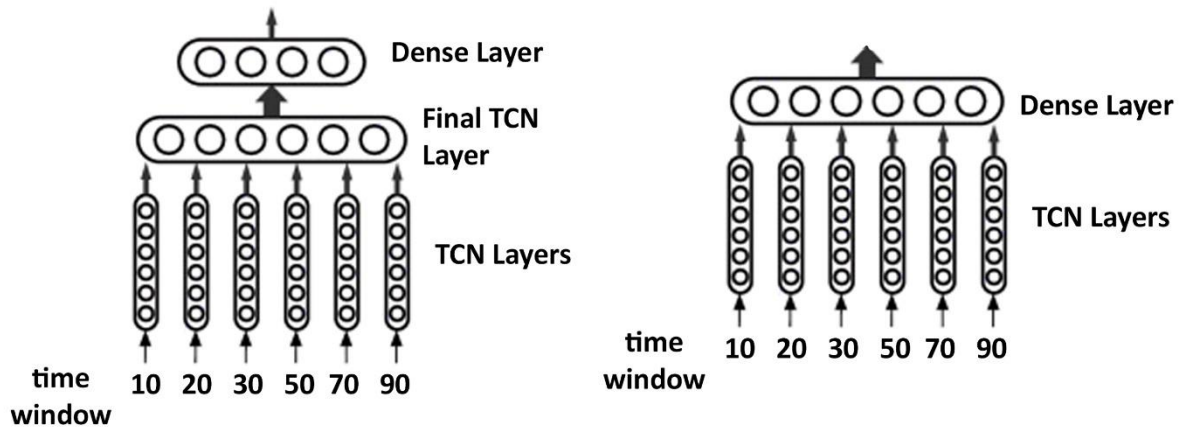 Dense Layer
Final TCN
Layer
TCN Layers
time
window
10 20 30 50 70 90
Dense Layer
TCN Layers
time
window
10 20 30 50 70 90